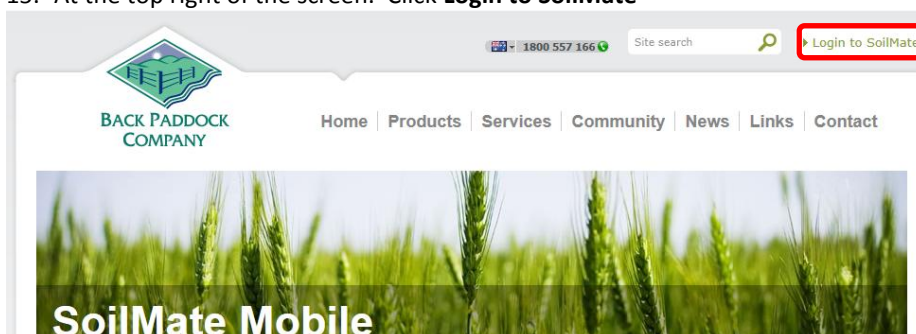 15. At the top right of the screen. Click Login to SoilMate
1800 557 166
Site search
Login to SoilMate
BACK PADDOCK
COMPANY
Home Products Services Community News Links Contact
SoilMate Mobile